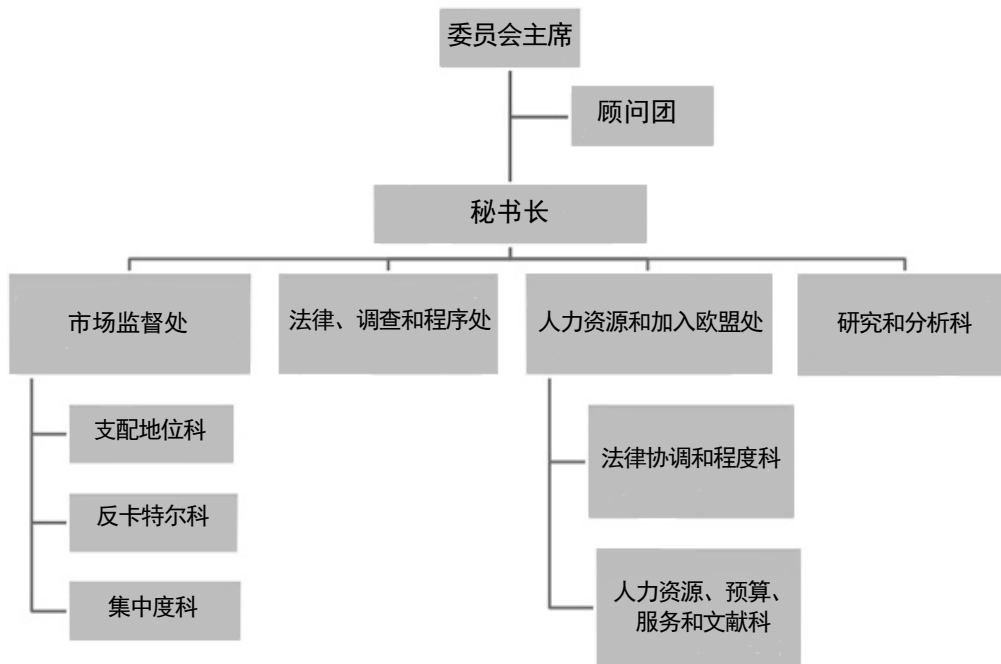 委员会主席
顾问团
秘书长
市场监督处
法律、调查和程序处
人力资源和加入欧盟处
研究和分析科
支配地位科
反卡特尔科
集中度科
法律协调和程度科
人力资源、预算、
服务和文献科